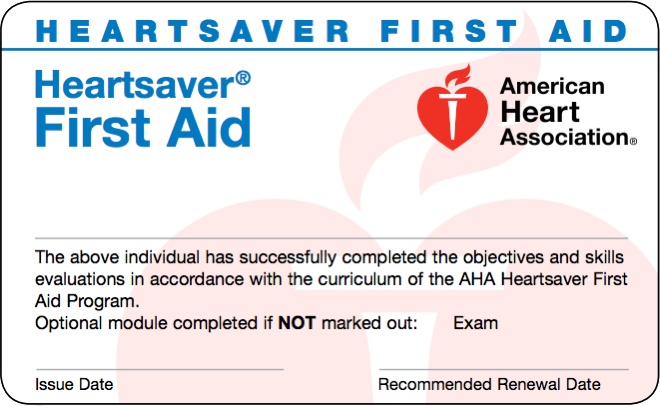 HEARTSAVER FIRST AID
Heartsaver®
First Aid
American
Heart
Association®
The above individual has successfully completed the objectives and skills
evaluations in accordance with the curriculum of the AHA Heartsaver First
Aid Program.
Optional module completed if NOT marked out: Exam
Issue Date
Recommended Renewal Date